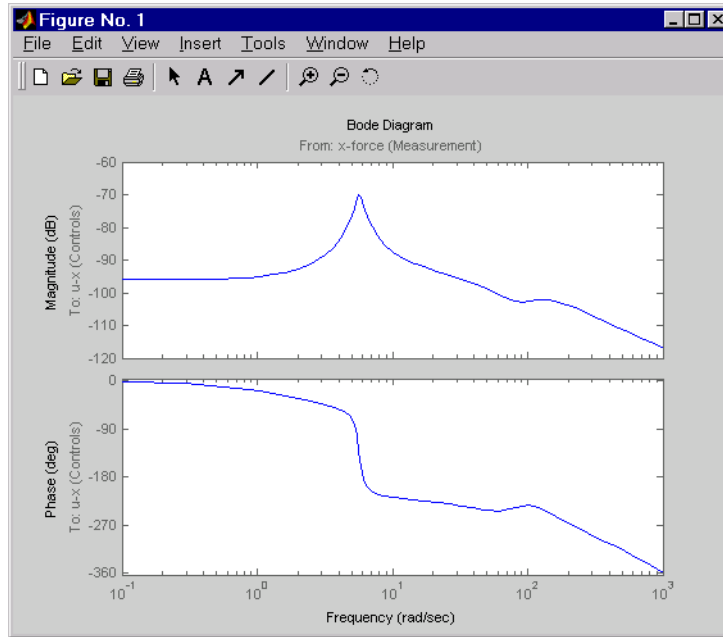 Figure No. 1
File Edit View Insert Tools Window Help
Bode Diagram
From: x-force (Measurement)
Magnitude (dB)
To: u-x (Controls)
-60
-70
-80
-90
-100
-110
-120
Phase (deg)
To: u-x (Controls)
0
-90
-180
-270
-360
10^-1 10^0 10^1 10^2 10^3
Frequency (rad/sec)